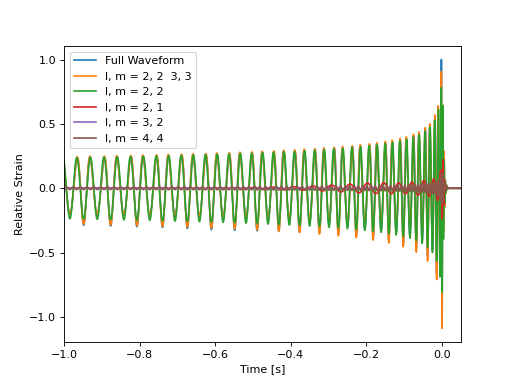 1.0
0.5
0.0
−0.5
−1.0
Relative Strain
Full Waveform
l, m = 2, 2  3, 3
l, m = 2, 2
l, m = 2, 1
l, m = 3, 2
l, m = 4, 4
−1.0 −0.8 −0.6 −0.4 −0.2 0.0
Time [s]